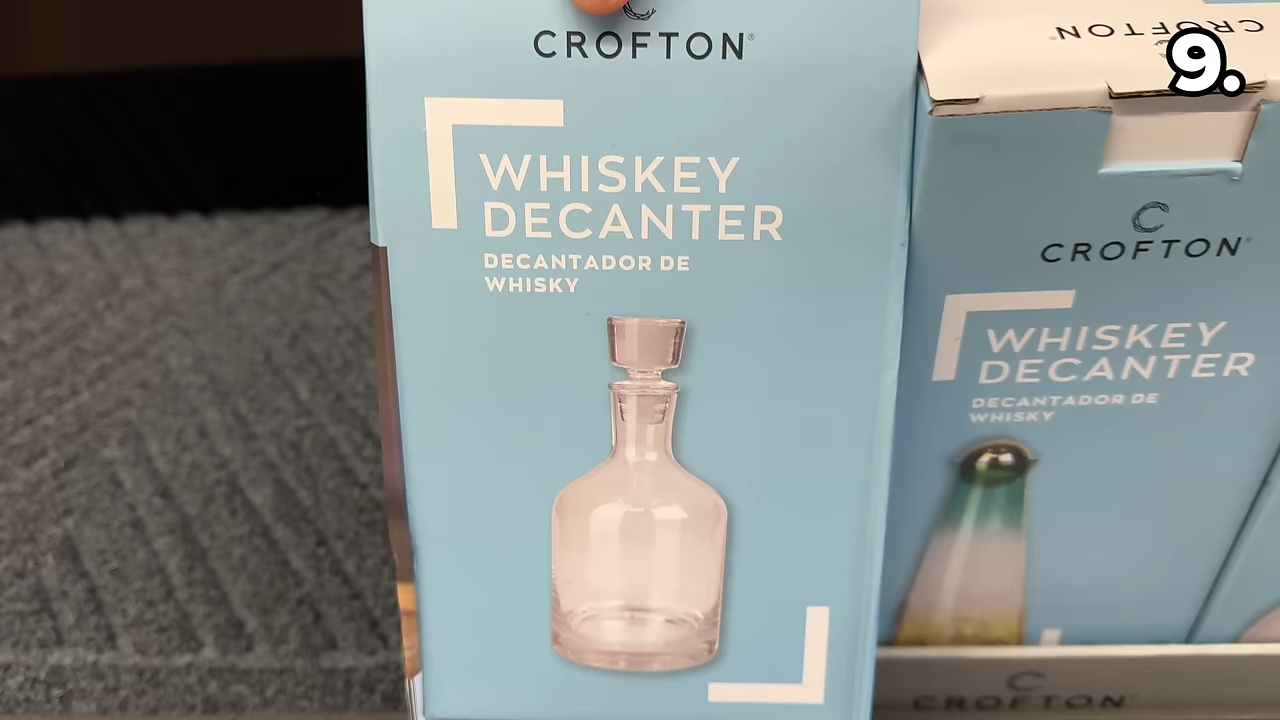 CROFTON®
WHISKEY
DECANTER
DECANTADOR DE
WHISKY
CROFTON
9.
CROFTON®
WHISKEY
DECANTER
DECANTADOR DE
WHISKY
CROFTON